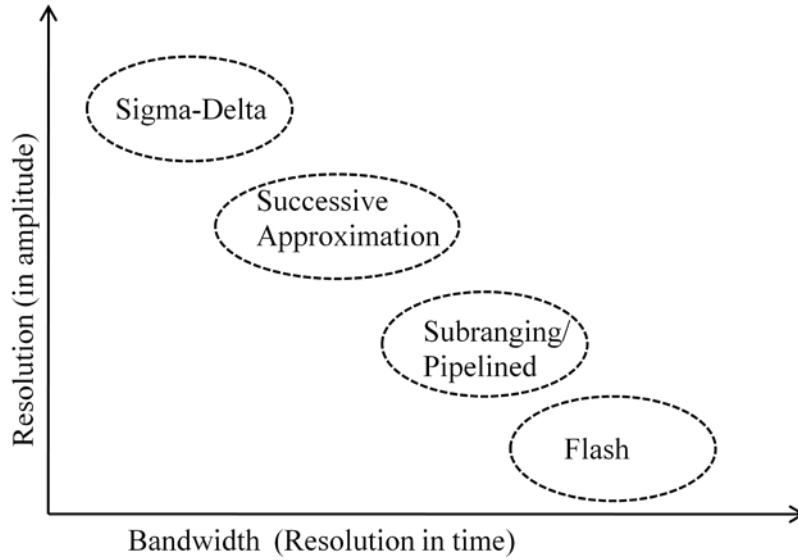 Resolution (in amplitude)
Sigma-Delta
Successive
Approximation
Subranging/
Pipelined
Flash
Bandwidth (Resolution in time)